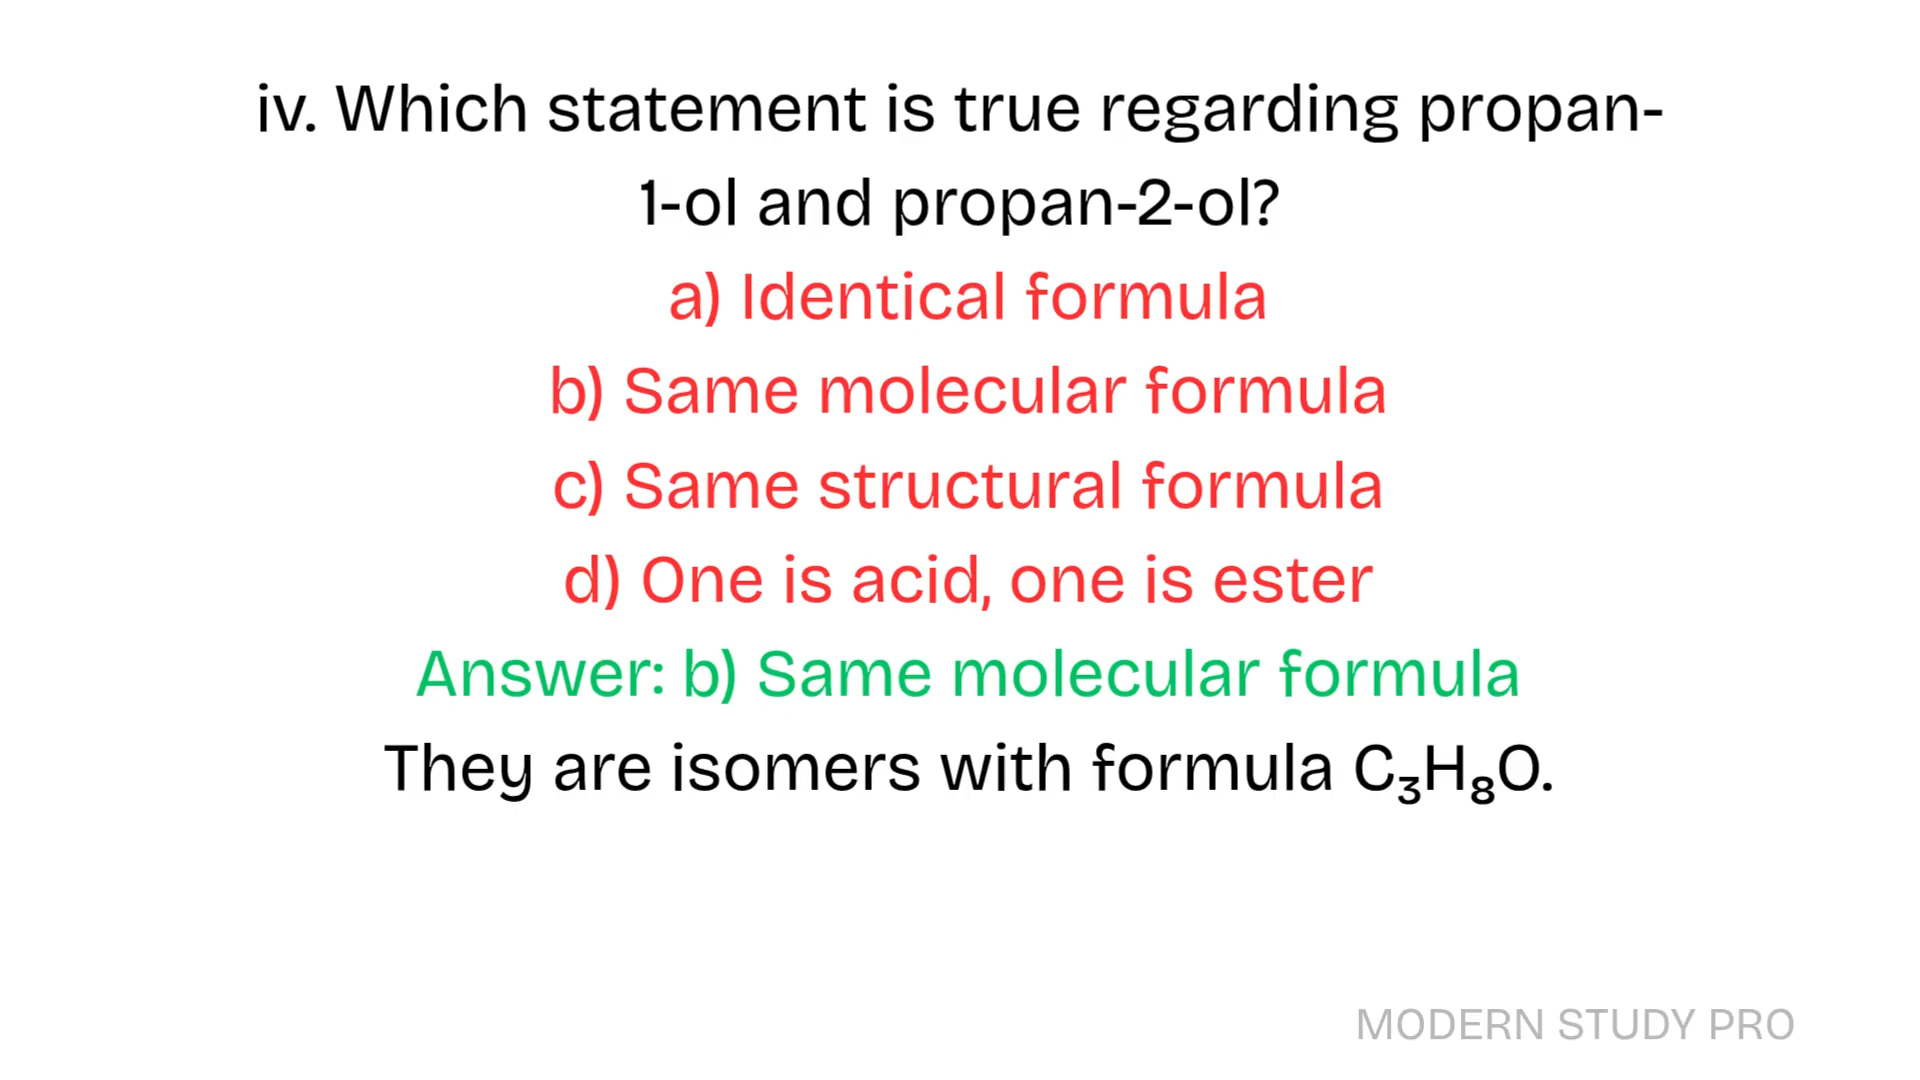 iv. Which statement is true regarding propan-
1-ol and propan-2-ol?
a) Identical formula
b) Same molecular formula
c) Same structural formula
d) One is acid, one is ester
Answer: b) Same molecular formula
They are isomers with formula C₃H₈O.
MODERN STUDY PRO